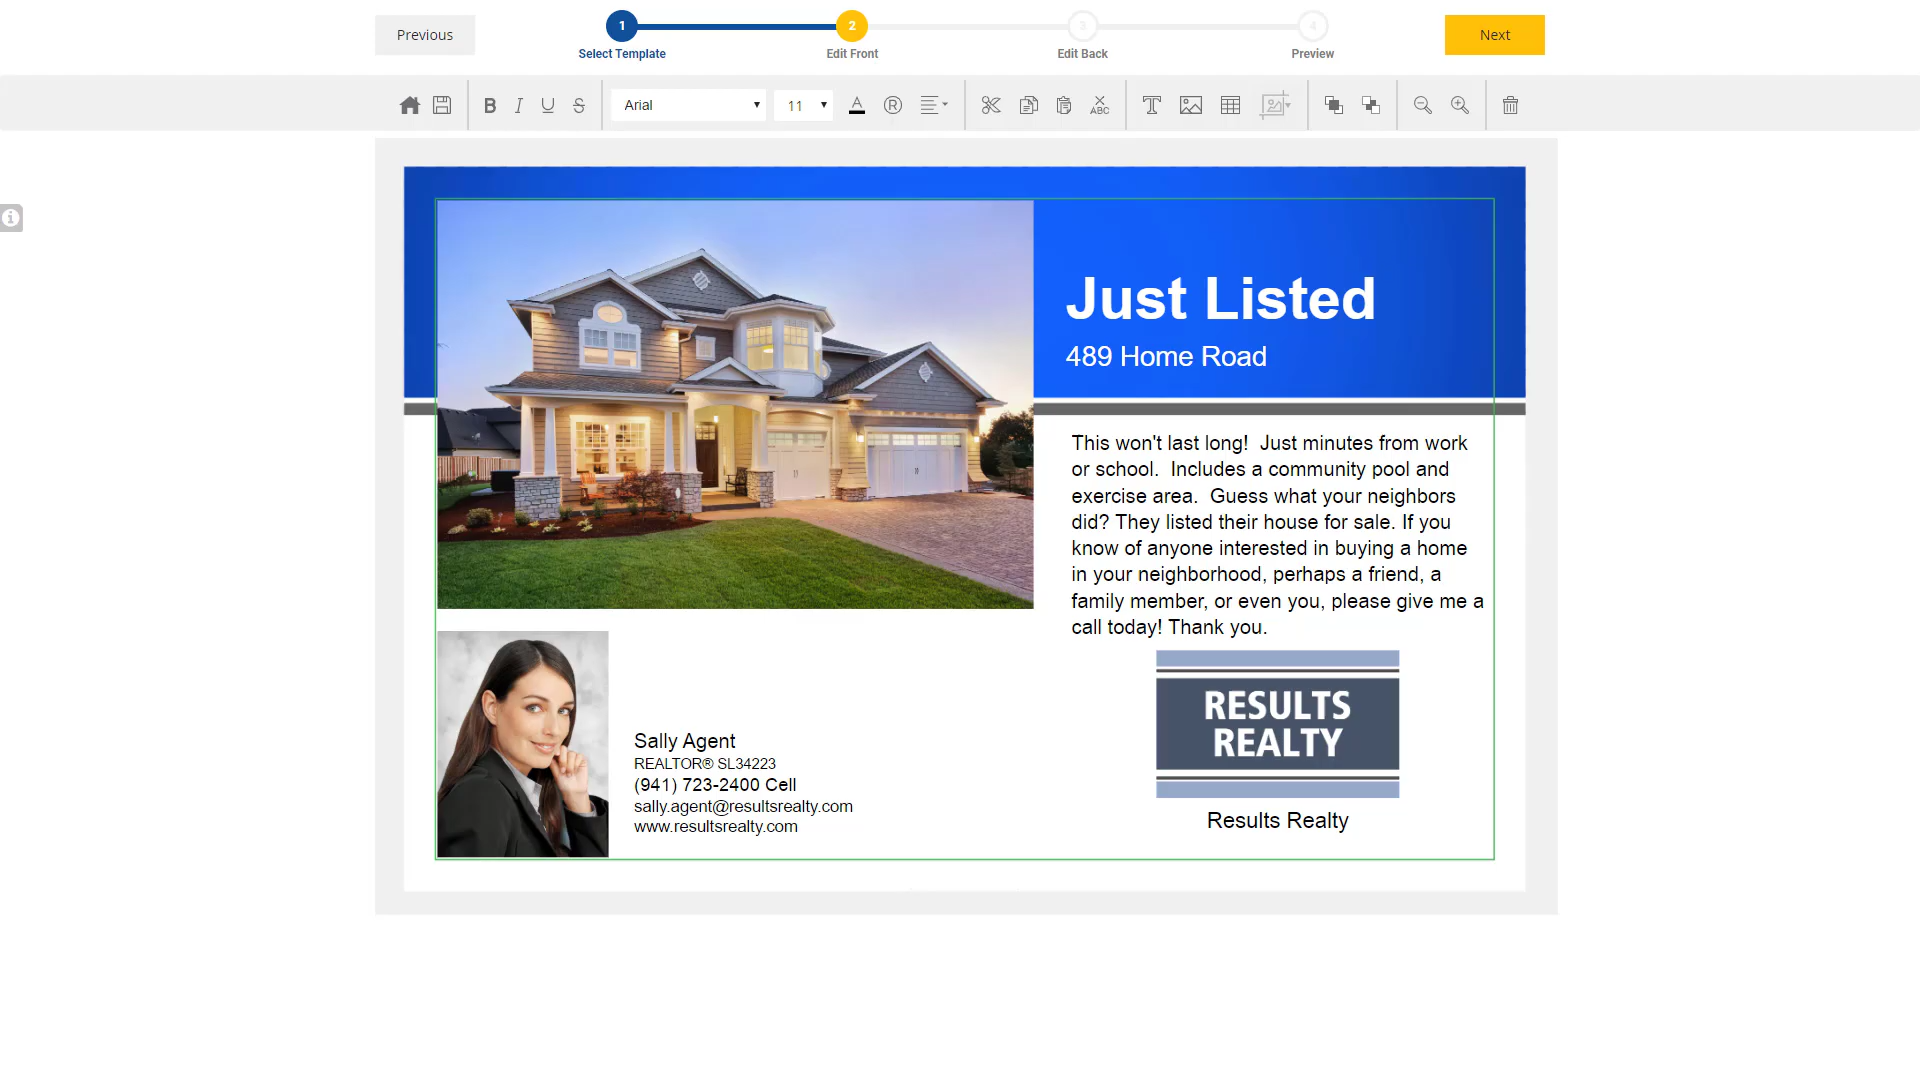 Previous
1
2
3
4
Select Template
Edit Front
Edit Back
Preview
Next
B I U S
Arial
11
A
®
ABC
T
Just Listed
489 Home Road
This won't last long!  Just minutes from work
or school.  Includes a community pool and
exercise area.  Guess what your neighbors
did? They listed their house for sale. If you
know of anyone interested in buying a home
in your neighborhood, perhaps a friend, a
family member, or even you, please give me a
call today! Thank you.
RESULTS
REALTY
Results Realty
Sally Agent
REALTOR® SL34223
(941) 723-2400 Cell
sally.agent@resultsrealty.com
www.resultsrealty.com